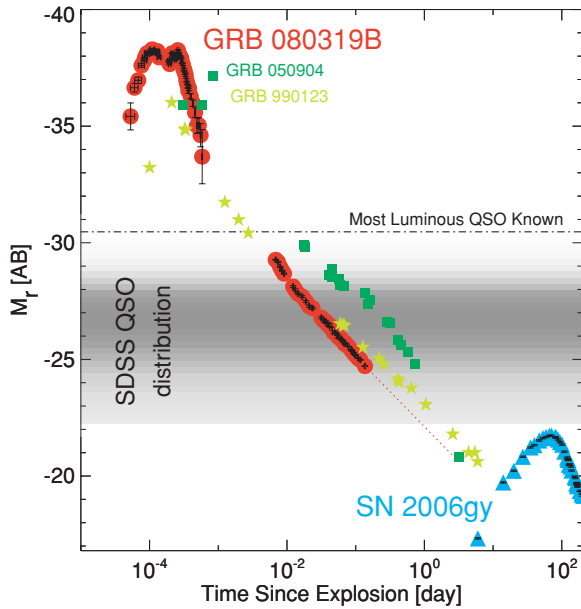 -40
GRB 080319B
GRB 050904
GRB 990123
-35
Most Luminous QSO Known
-30
M_r [AB]
SDSS QSO
distribution
-25
-20
SN 2006gy
10^-4 10^-2 10^0 10^2
Time Since Explosion [day]